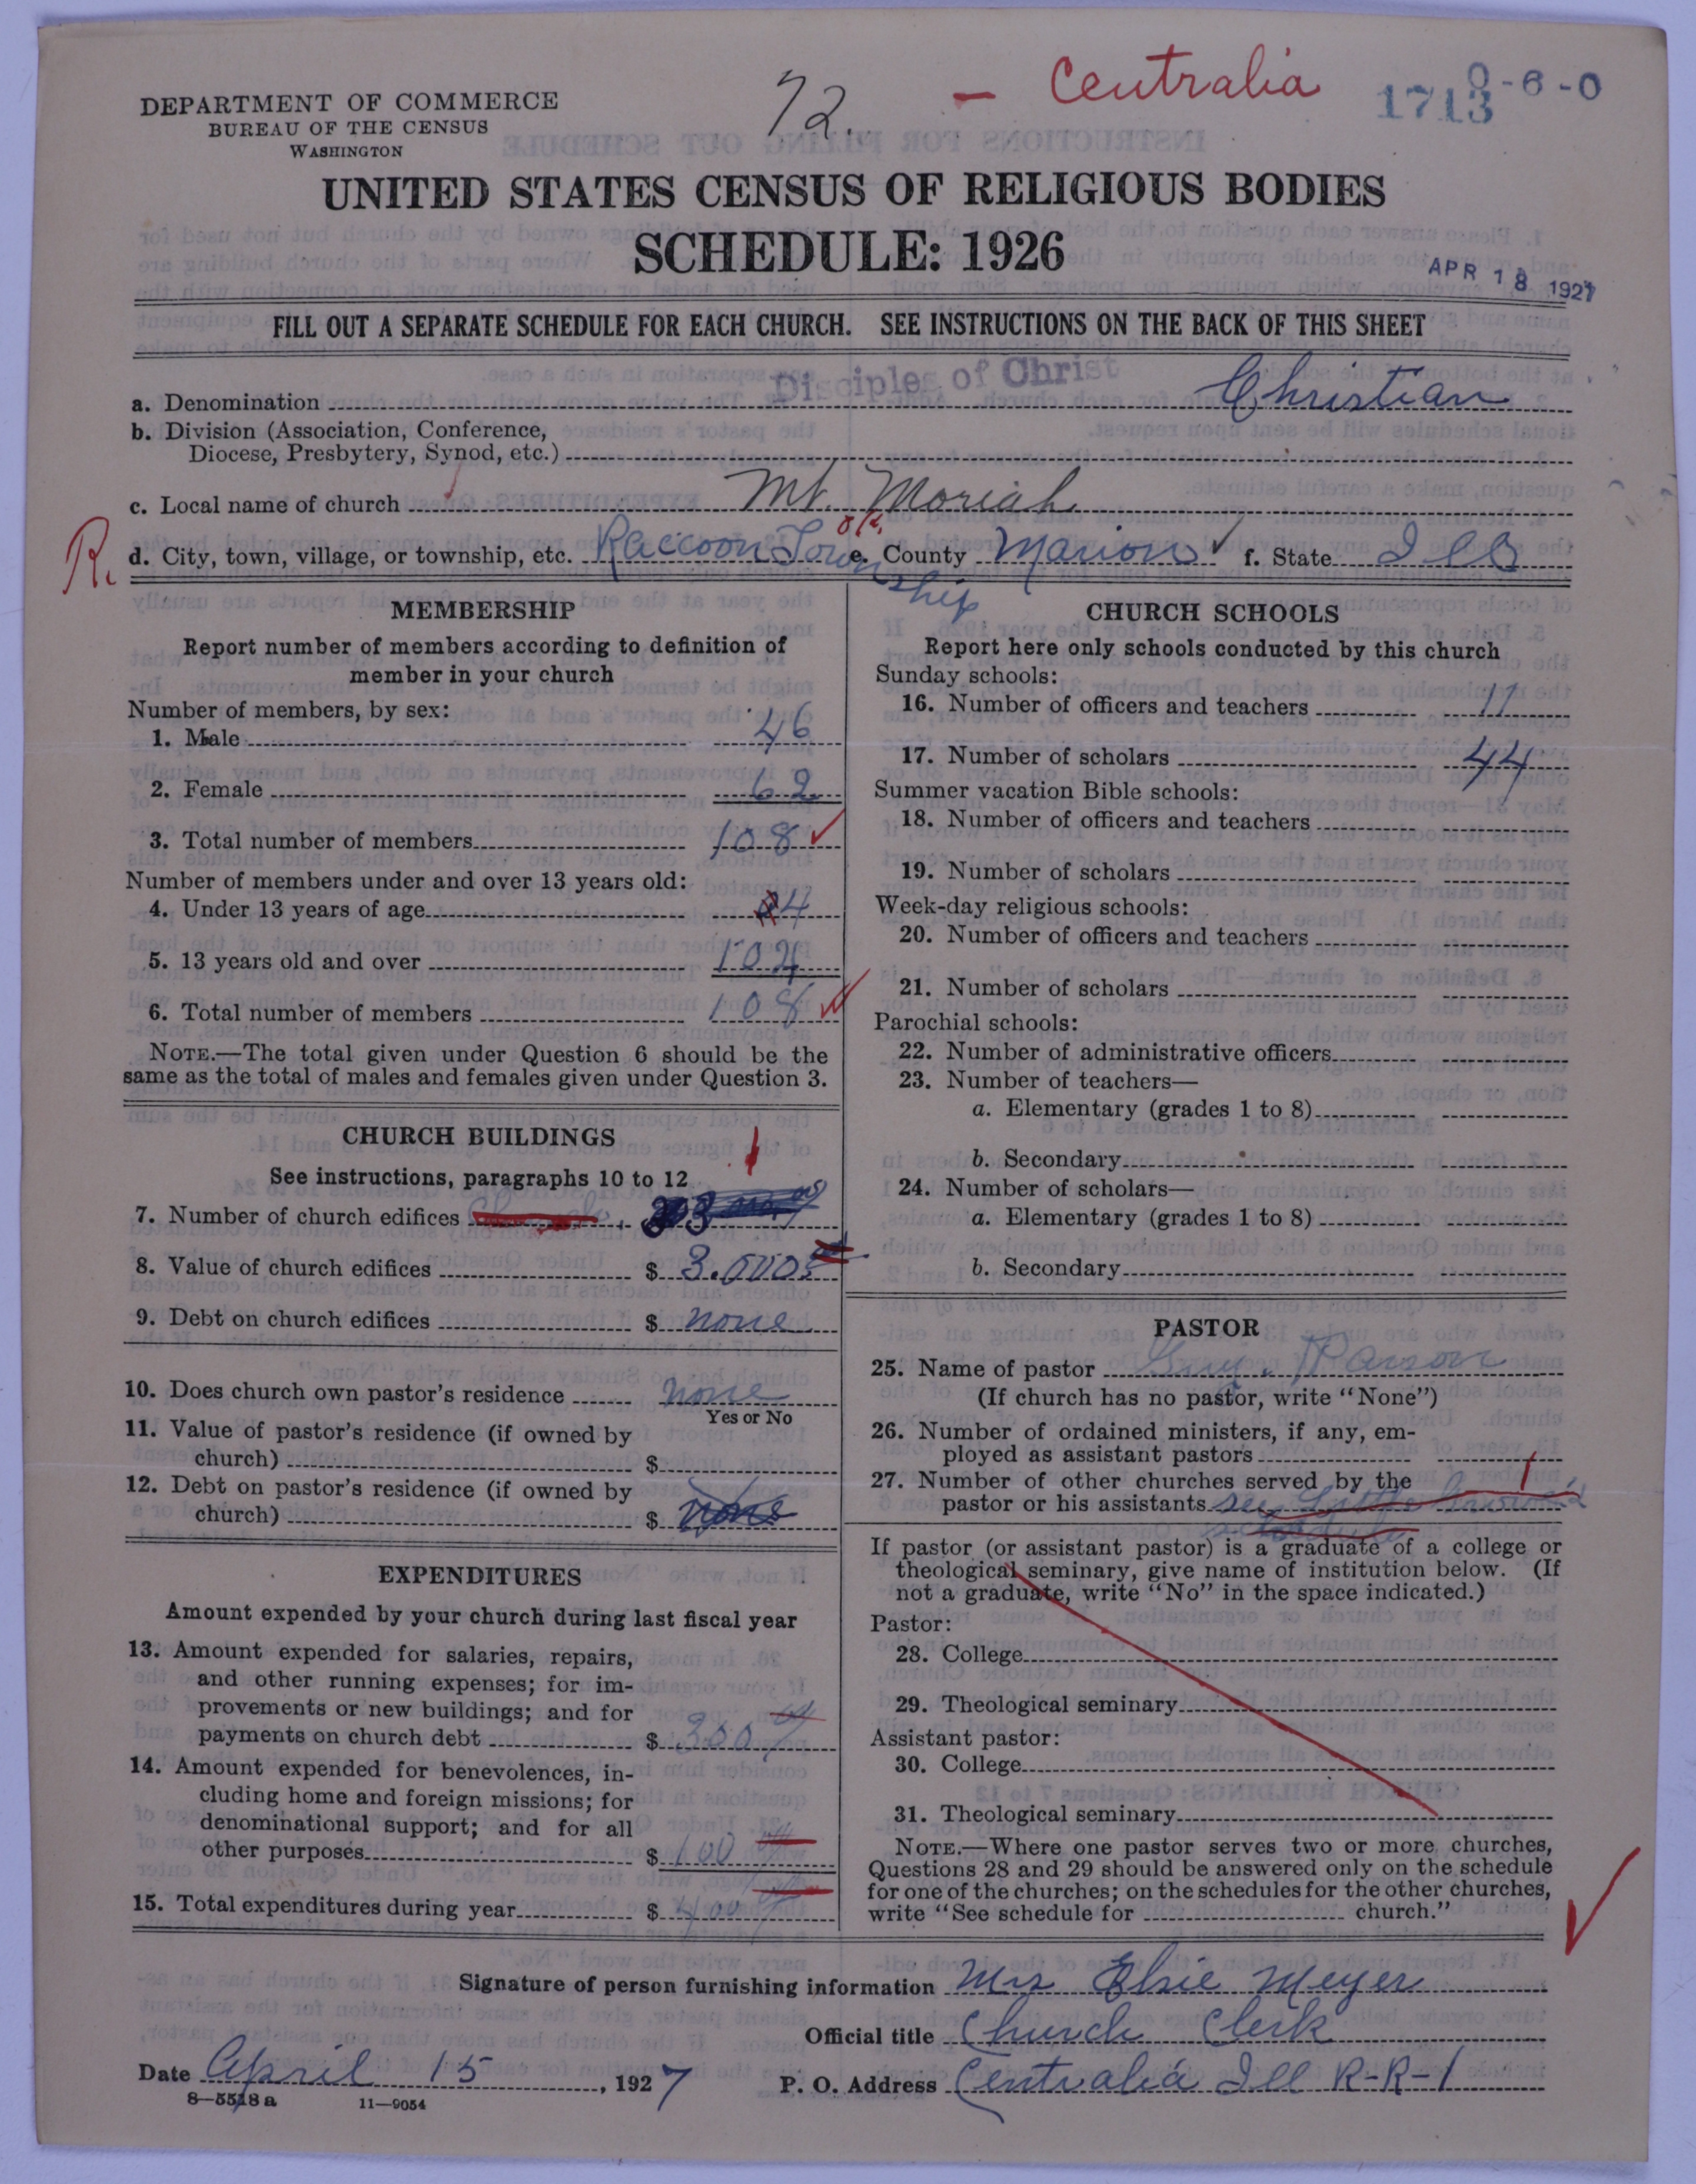 72. — Centralia 0-6-0
1713
DEPARTMENT OF COMMERCE
BUREAU OF THE CENSUS
WASHINGTON
UNITED STATES CENSUS OF RELIGIOUS BODIES
SCHEDULE: 1926
APR 18 1927
FILL OUT A SEPARATE SCHEDULE FOR EACH CHURCH. SEE INSTRUCTIONS ON THE BACK OF THIS SHEET
Disciples of Christ
a. Denomination Christian
b. Division (Association, Conference,
Diocese, Presbytery, Synod, etc.)
c. Local name of church Mt. Moriah
R. d. City, town, village, or township, etc. Raccoon Township o.k. e. County Marion ✓ f. State Ills
MEMBERSHIP
Report number of members according to definition of
member in your church
Number of members, by sex:
1. Male 46
2. Female 62
3. Total number of members 108 ✓
Number of members under and over 13 years old:
4. Under 13 years of age 4
5. 13 years old and over 104
6. Total number of members 108 ✓
NOTE.—The total given under Question 6 should be the
same as the total of males and females given under Question 3.
CHURCH BUILDINGS
See instructions, paragraphs 10 to 12
1
7. Number of church edifices
8. Value of church edifices $ 3.000
9. Debt on church edifices $ none
10. Does church own pastor's residence none
Yes or No
11. Value of pastor's residence (if owned by
church) $
12. Debt on pastor's residence (if owned by
church) $ none
EXPENDITURES
Amount expended by your church during last fiscal year
13. Amount expended for salaries, repairs,
and other running expenses; for im-
provements or new buildings; and for
payments on church debt $ 300
14. Amount expended for benevolences, in-
cluding home and foreign missions; for
denominational support; and for all
other purposes $ 100
15. Total expenditures during year $ 400
CHURCH SCHOOLS
Report here only schools conducted by this church
Sunday schools:
16. Number of officers and teachers 11
17. Number of scholars 44
Summer vacation Bible schools:
18. Number of officers and teachers
19. Number of scholars
Week-day religious schools:
20. Number of officers and teachers
21. Number of scholars
Parochial schools:
22. Number of administrative officers
23. Number of teachers—
a. Elementary (grades 1 to 8)
b. Secondary
24. Number of scholars—
a. Elementary (grades 1 to 8)
b. Secondary
PASTOR
25. Name of pastor Parson
(If church has no pastor, write "None")
26. Number of ordained ministers, if any, em-
ployed as assistant pastors
27. Number of other churches served by the 1
pastor or his assistants see
schedule
If pastor (or assistant pastor) is a graduate of a college or
theological seminary, give name of institution below. (If
not a graduate, write "No" in the space indicated.)
Pastor:
28. College
29. Theological seminary
Assistant pastor:
30. College
31. Theological seminary
NOTE.—Where one pastor serves two or more churches,
Questions 28 and 29 should be answered only on the schedule
for one of the churches; on the schedules for the other churches,
write "See schedule for church."
✓
Signature of person furnishing information Mrs Elsie Meyer
Official title Church Clerk
Date April 15, 1927 P. O. Address Centralia Ill R-R-1
8—5518 a 11—9054